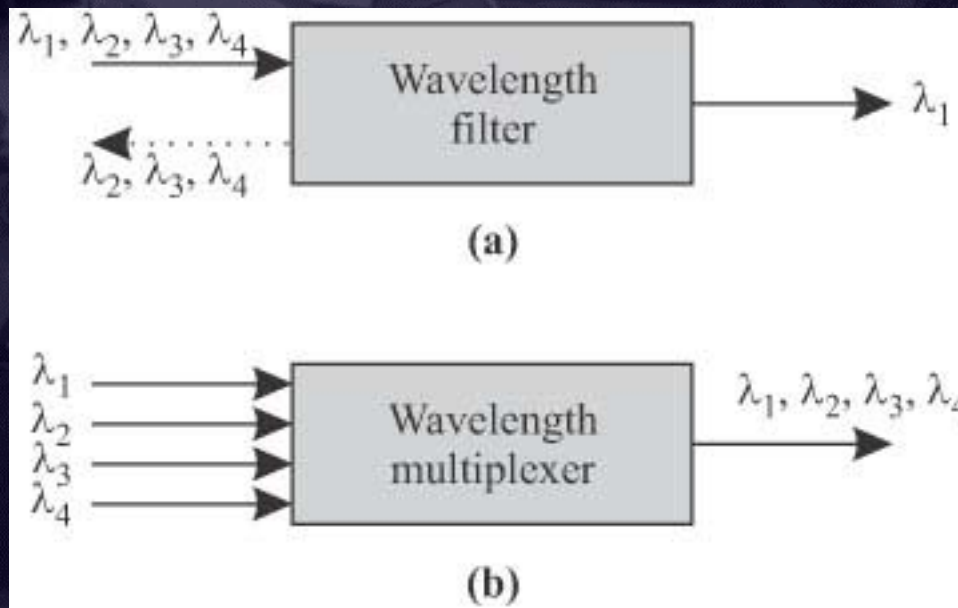 λ₁, λ₂, λ₃, λ₄
Wavelength
filter
λ₁
λ₂, λ₃, λ₄
(a)
λ₁
λ₂
λ₃
λ₄
Wavelength
multiplexer
λ₁, λ₂, λ₃, λ₄
(b)